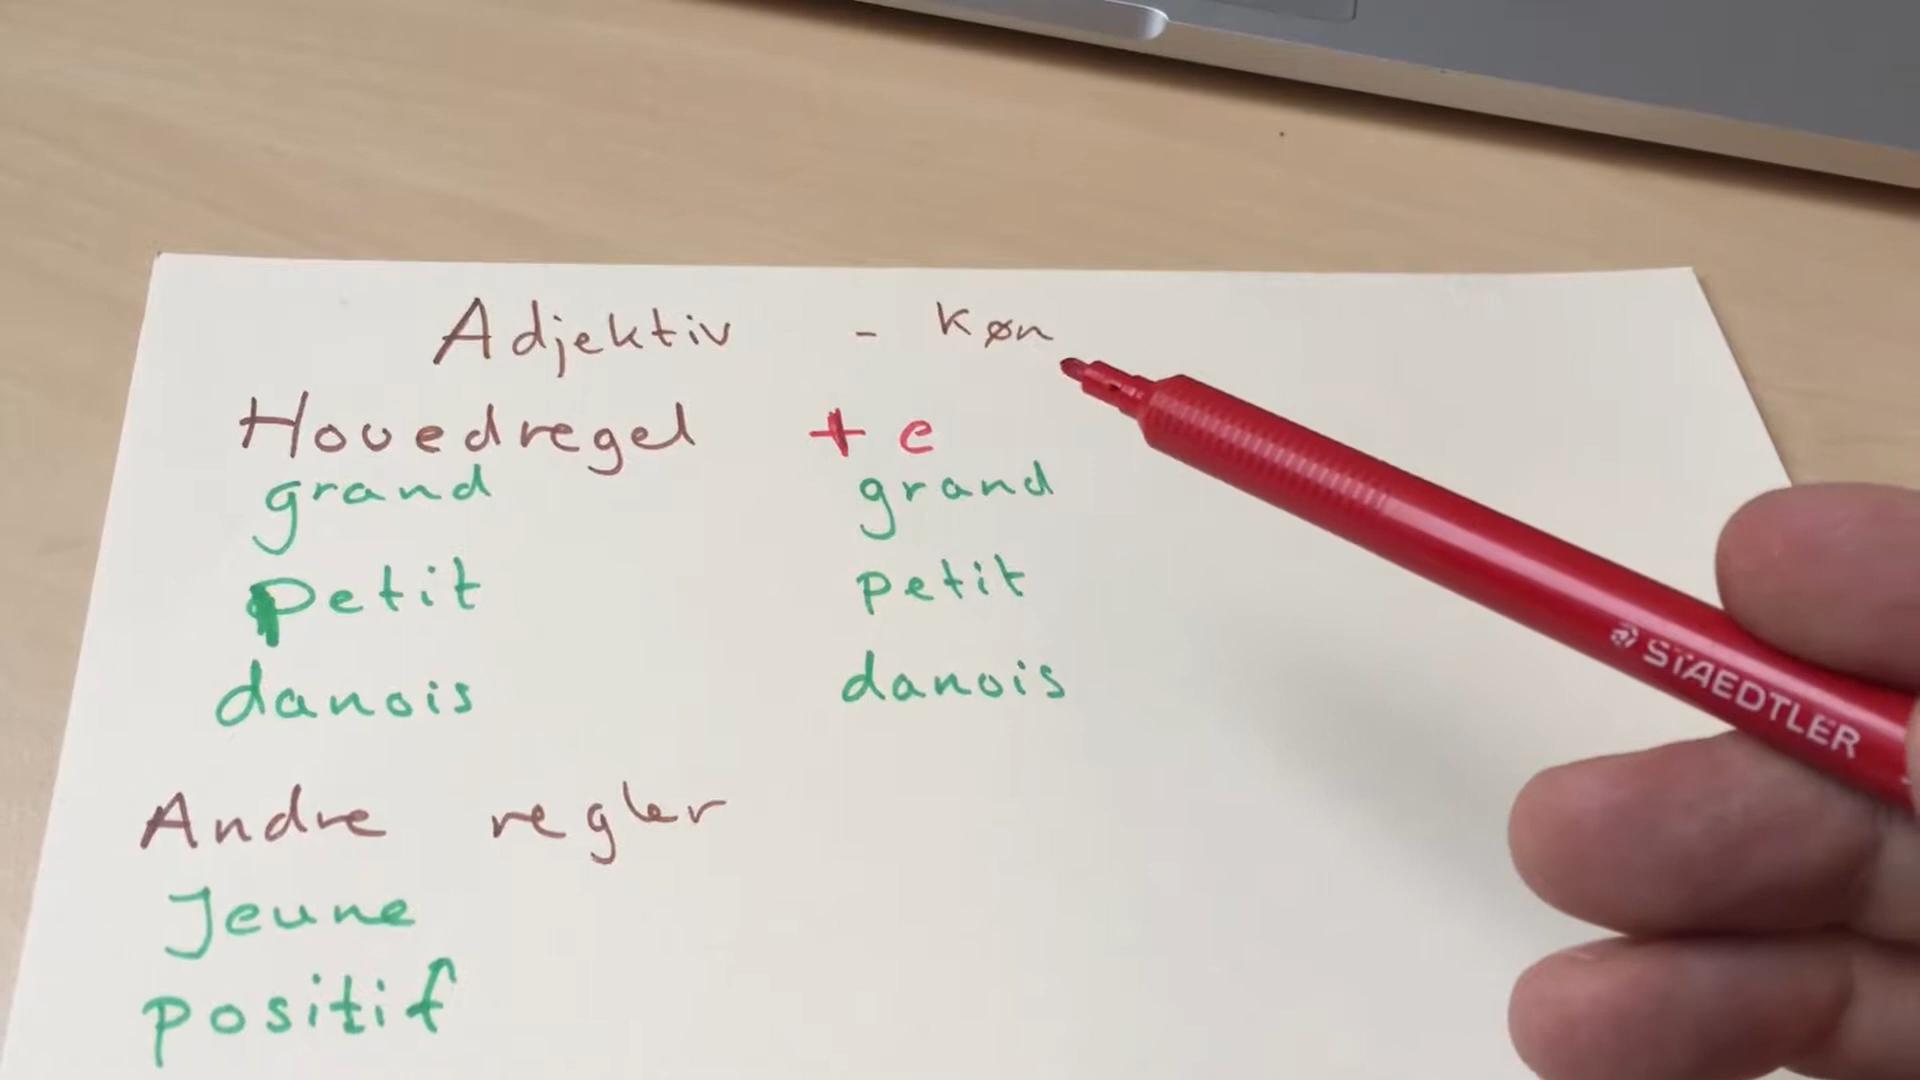 Adjektiv - køn
Hovedregel + e
grand grand
petit petit
danois danois
Andre regler
Jeune
positif
STAEDTLER